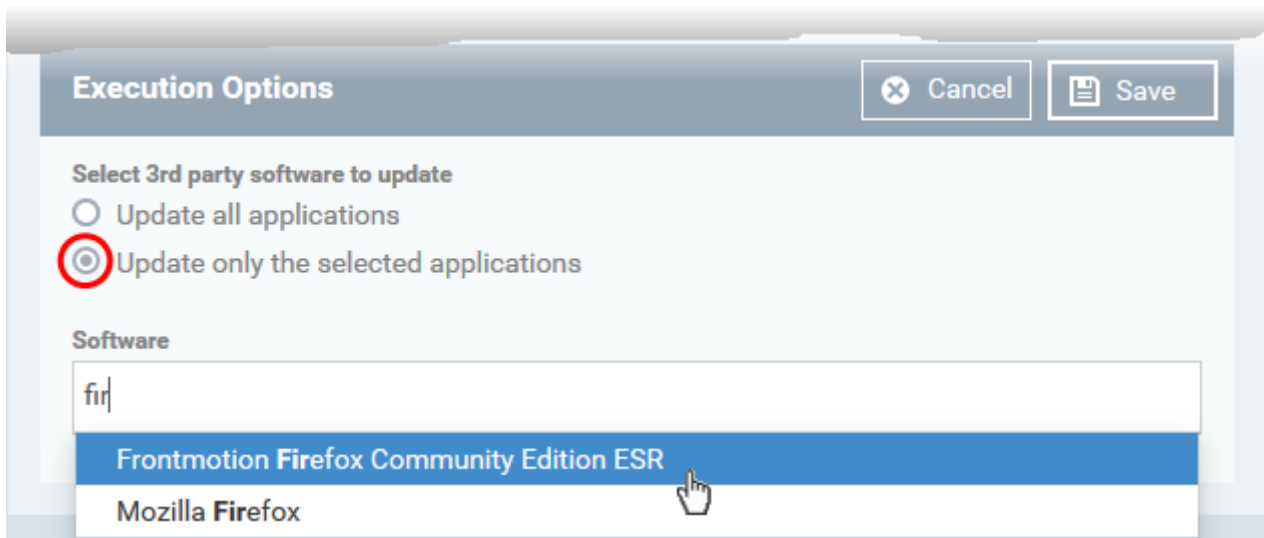 Execution Options
Cancel
Save
Select 3rd party software to update
Update all applications
Update only the selected applications
Software
fir
Frontmotion Firefox Community Edition ESR
Mozilla Firefox